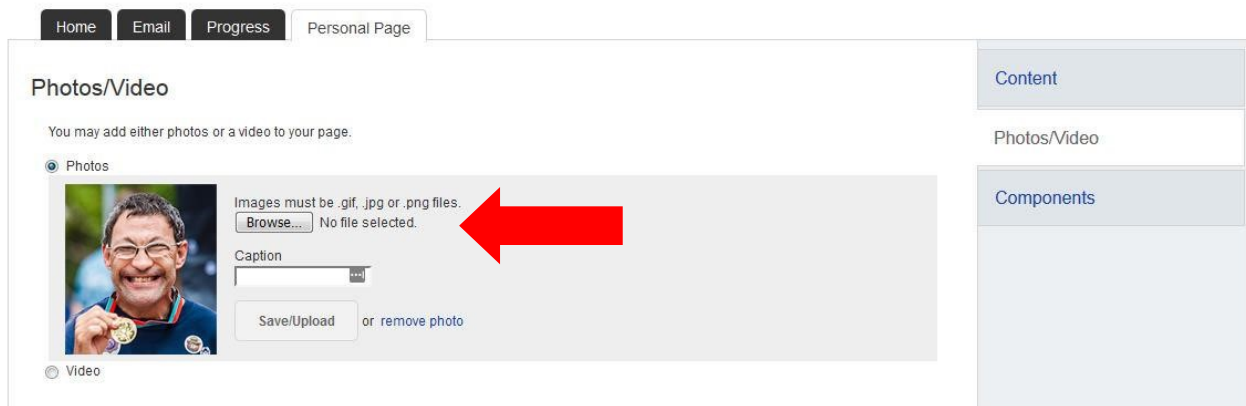 Home Email Progress Personal Page
Photos/Video
You may add either photos or a video to your page.
Photos
Images must be .gif, .jpg or .png files.
Browse... No file selected.
Caption
Save/Upload or remove photo
Video
Content
Photos/Video
Components